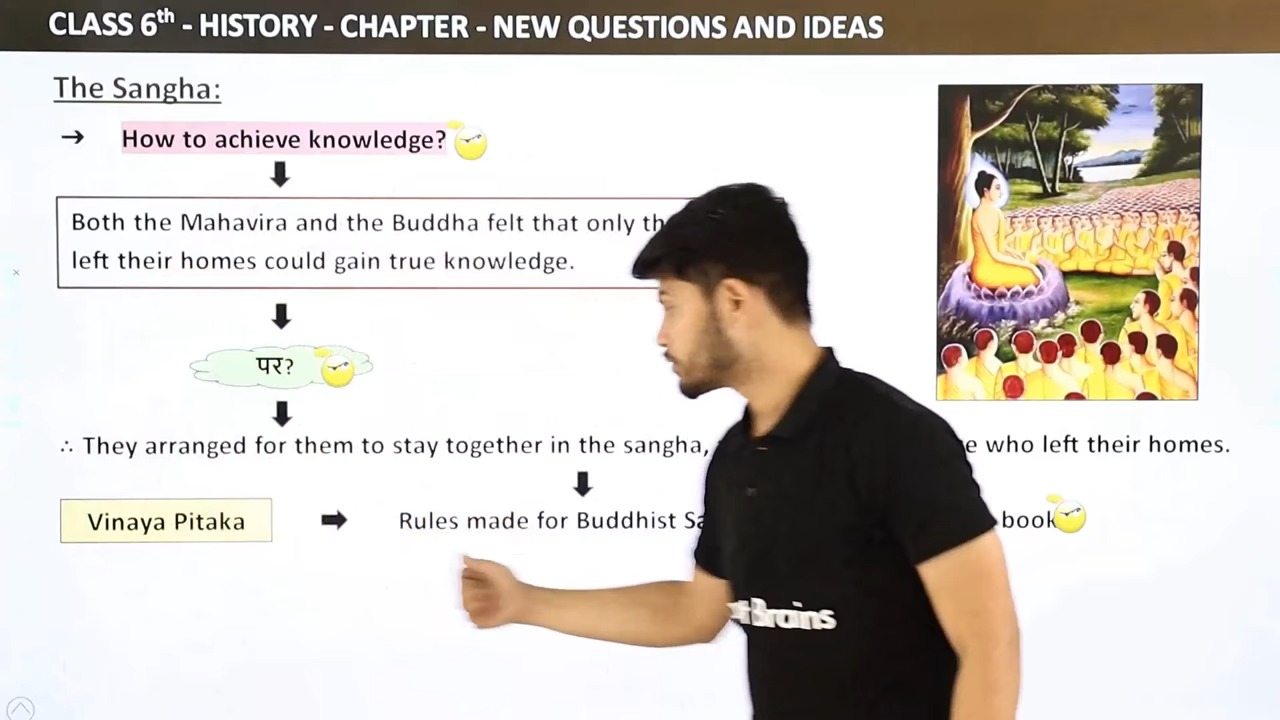 CLASS 6th - HISTORY - CHAPTER - NEW QUESTIONS AND IDEAS
The Sangha:
→ How to achieve knowledge?
Both the Mahavira and the Buddha felt that only
left their homes could gain true knowledge.
पर?
∴ They arranged for them to stay together in the sangha, who left their homes.
Vinaya Pitaka ➡ Rules made for Buddhist book
Brains